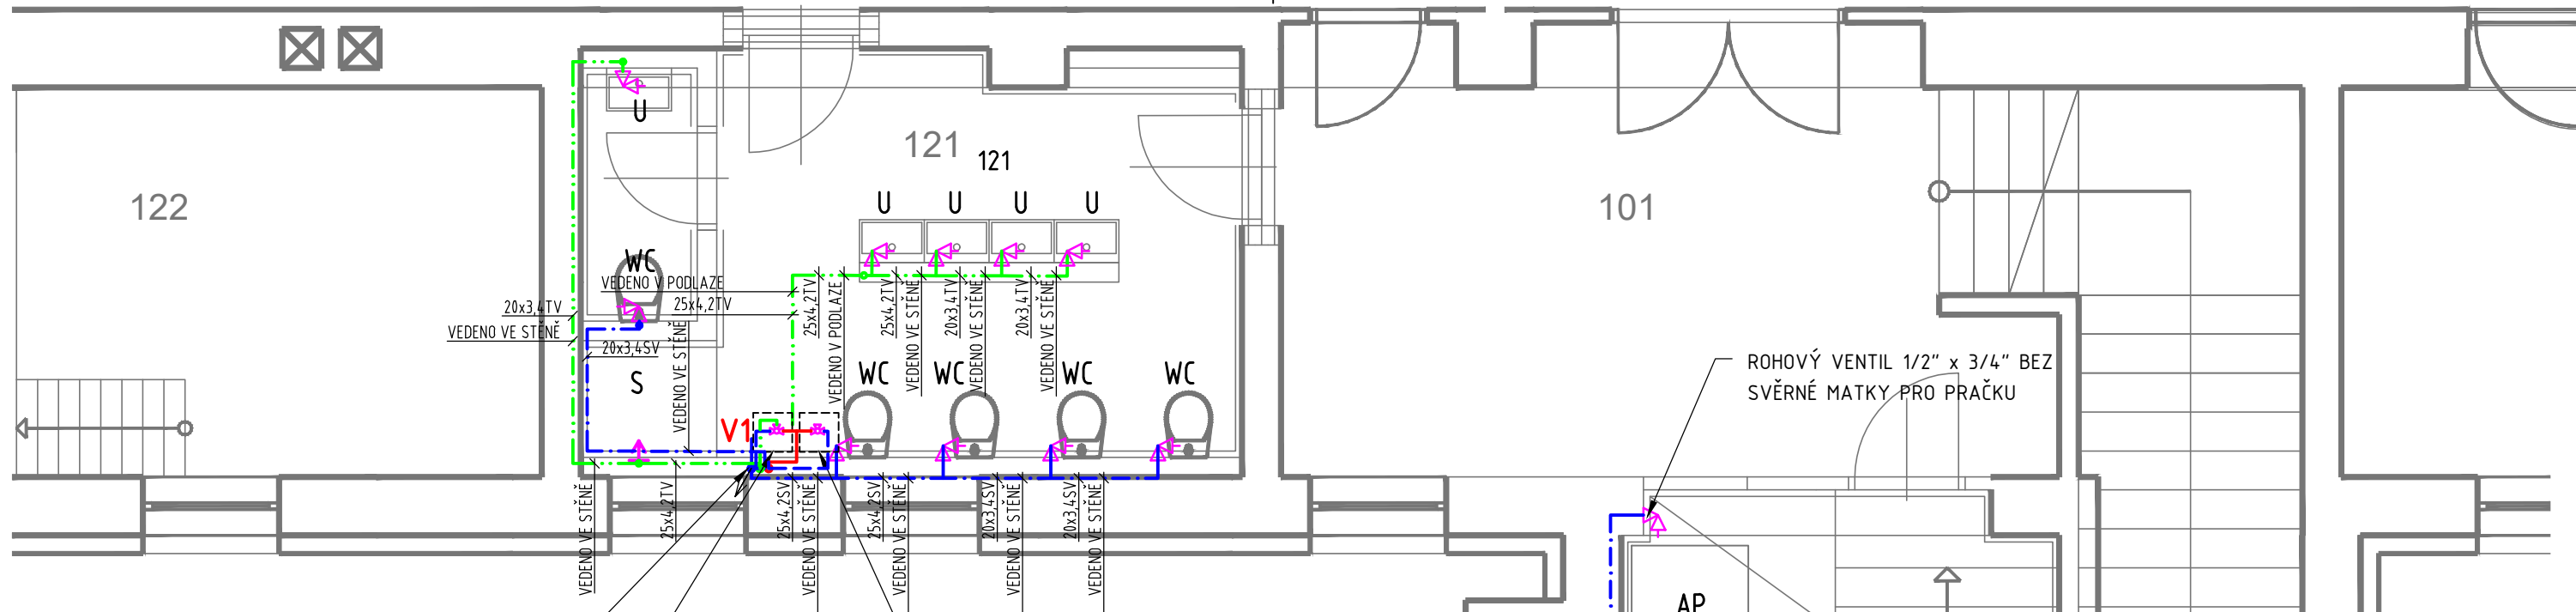 121
121
122
101
U
U
U
U
U
WC
VEDENO V PODLAZE
25x4,2TV
20x3,4TV
VEDENO VE STĚNĚ
20x3,4SV
VEDENO VE STĚNĚ
S
25x4,2TV
VEDENO V PODLAZE
25x4,2TV
VEDENO VE STĚNĚ
20x3,4TV
VEDENO VE STĚNĚ
20x3,4TV
VEDENO VE STĚNĚ
WC
WC
WC
WC
V1
ROHOVÝ VENTIL 1/2" x 3/4" BEZ
SVĚRNÉ MATKY PRO PRAČKU
VEDENO VE STĚNĚ
25x4,2TV
25x4,2SV
VEDENO VE STĚNĚ
25x4,2SV
VEDENO VE STĚNĚ
20x3,4SV
VEDENO VE STĚNĚ
20x3,4SV
VEDENO VE STĚNĚ
AP